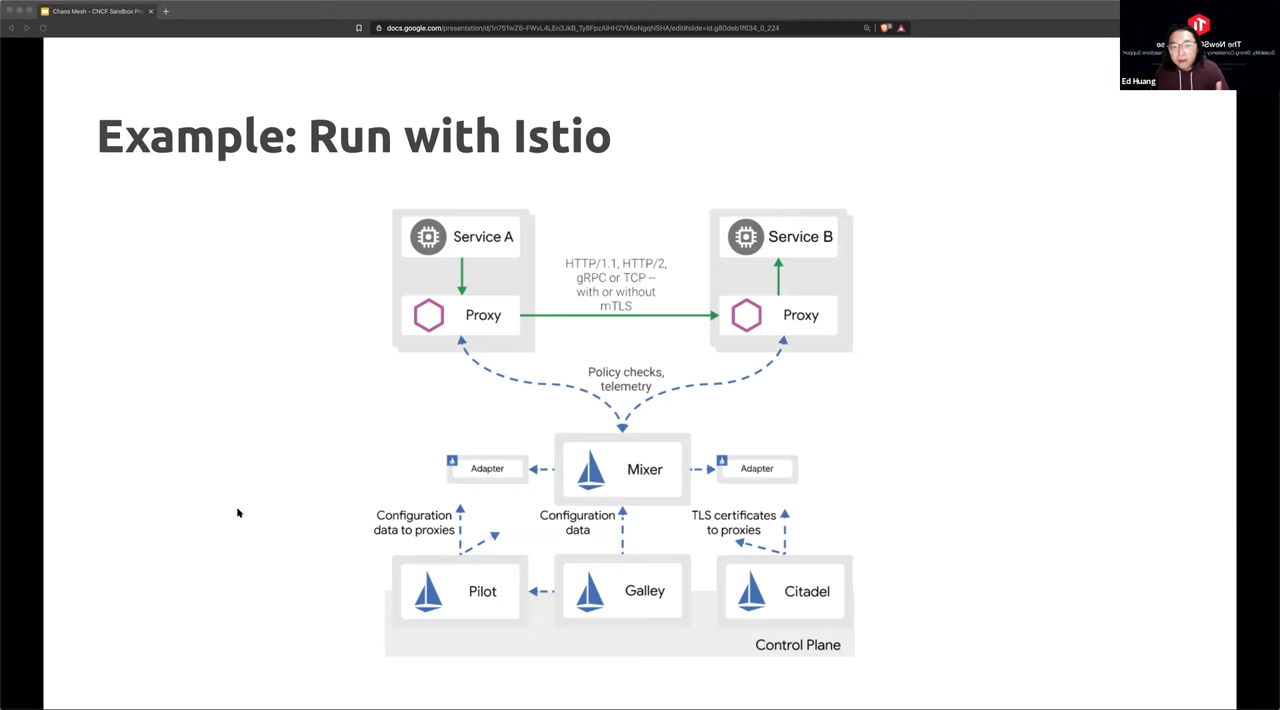 Chaos Mesh - CNCF Sandbox Pro
docs.google.com/presentation/d/1n751wZ6-FWvL4LEn3JkB_Ty8FpzAIHH2YMioNgqNSHA/edit#slide=id.g80deb1f634_0_224
Ed Huang
Example: Run with Istio
Service A
Service B
HTTP/1.1, HTTP/2,
gRPC or TCP --
with or without
mTLS
Proxy
Proxy
Policy checks,
telemetry
Mixer
Adapter
Adapter
Configuration
data to proxies
Configuration
data
TLS certificates
to proxies
Pilot
Galley
Citadel
Control Plane